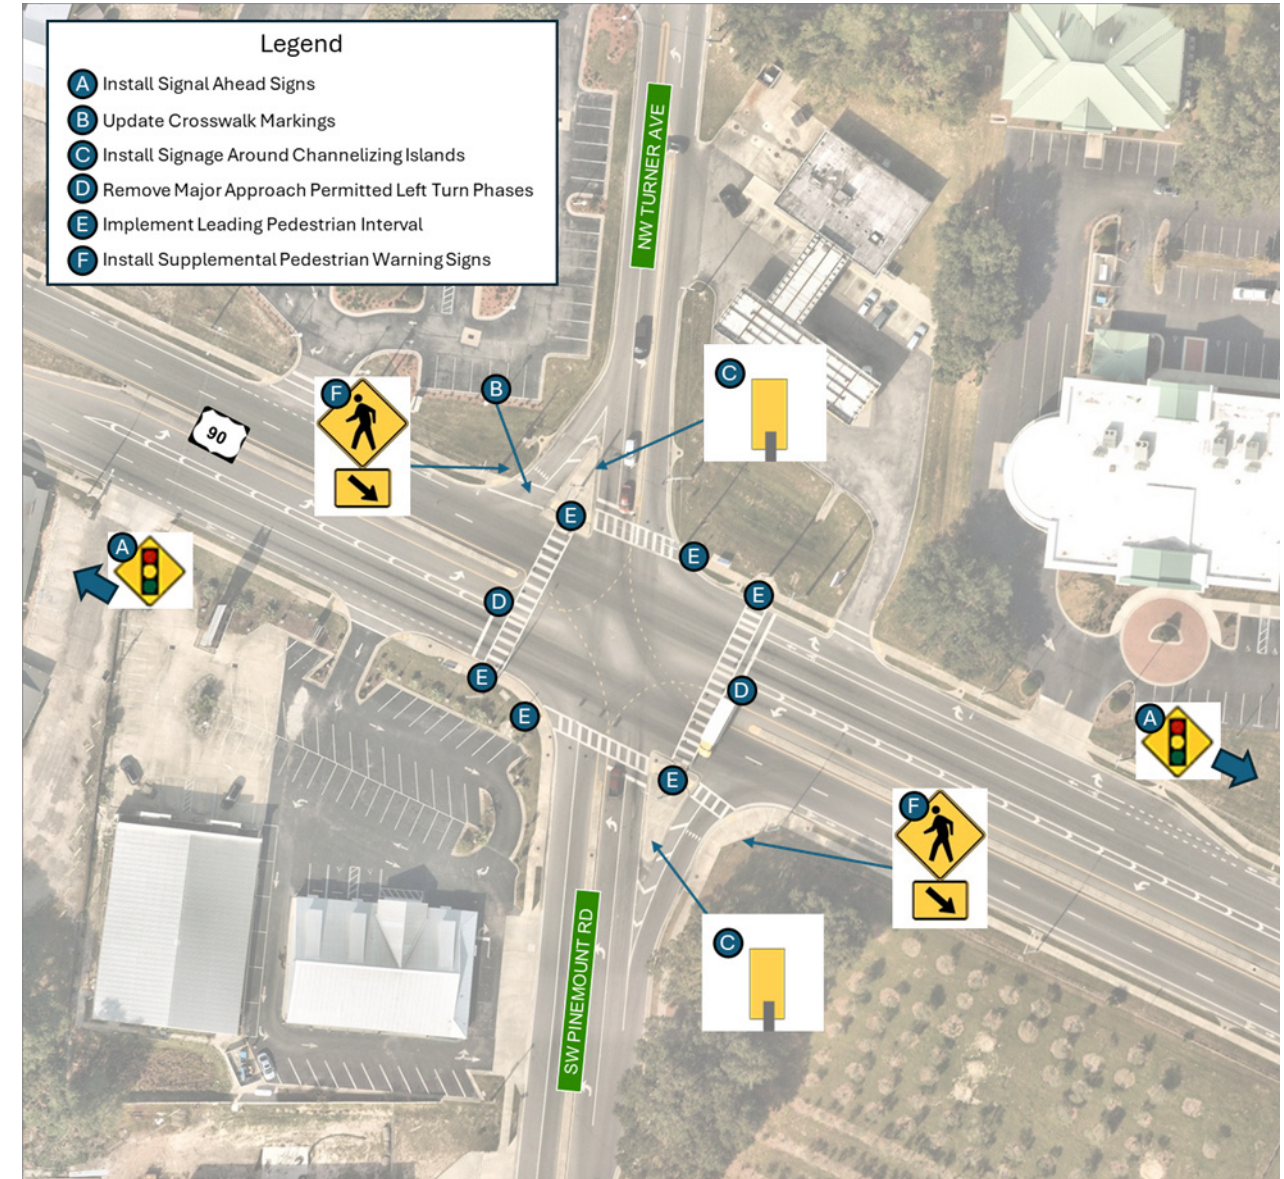 Legend
A Install Signal Ahead Signs
B Update Crosswalk Markings
C Install Signage Around Channelizing Islands
D Remove Major Approach Permitted Left Turn Phases
E Implement Leading Pedestrian Interval
F Install Supplemental Pedestrian Warning Signs
NW TURNER AVE
C
F
B
90
E
A
E
E
D
E
D
E
A
E
F
C
SW PINEMOUNT RD